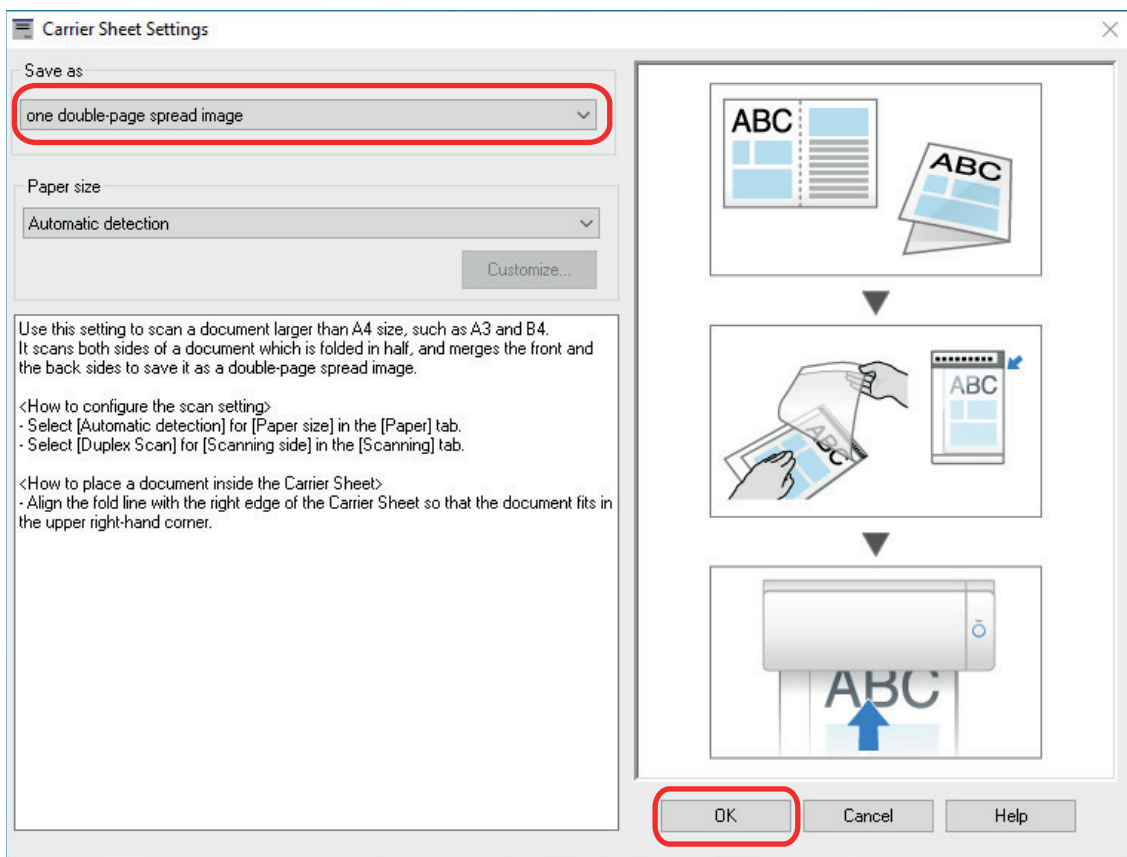 Carrier Sheet Settings
Save as
one double-page spread image
Paper size
Automatic detection
Customize...
Use this setting to scan a document larger than A4 size, such as A3 and B4.
It scans both sides of a document which is folded in half, and merges the front and
the back sides to save it as a double-page spread image.
<How to configure the scan setting>
- Select [Automatic detection] for [Paper size] in the [Paper] tab.
- Select [Duplex Scan] for [Scanning side] in the [Scanning] tab.
<How to place a document inside the Carrier Sheet>
- Align the fold line with the right edge of the Carrier Sheet so that the document fits in
the upper right-hand corner.
ABC
ABC
ABC
ABC
ABC
OK
Cancel
Help